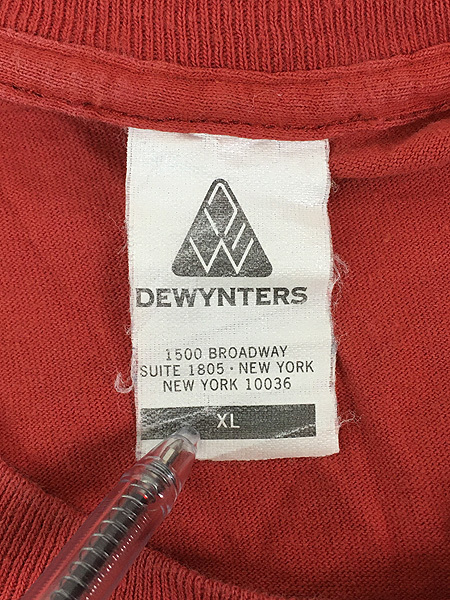 DEWYNTERS
1500 BROADWAY
SUITE 1805 · NEW YORK
NEW YORK 10036
XL